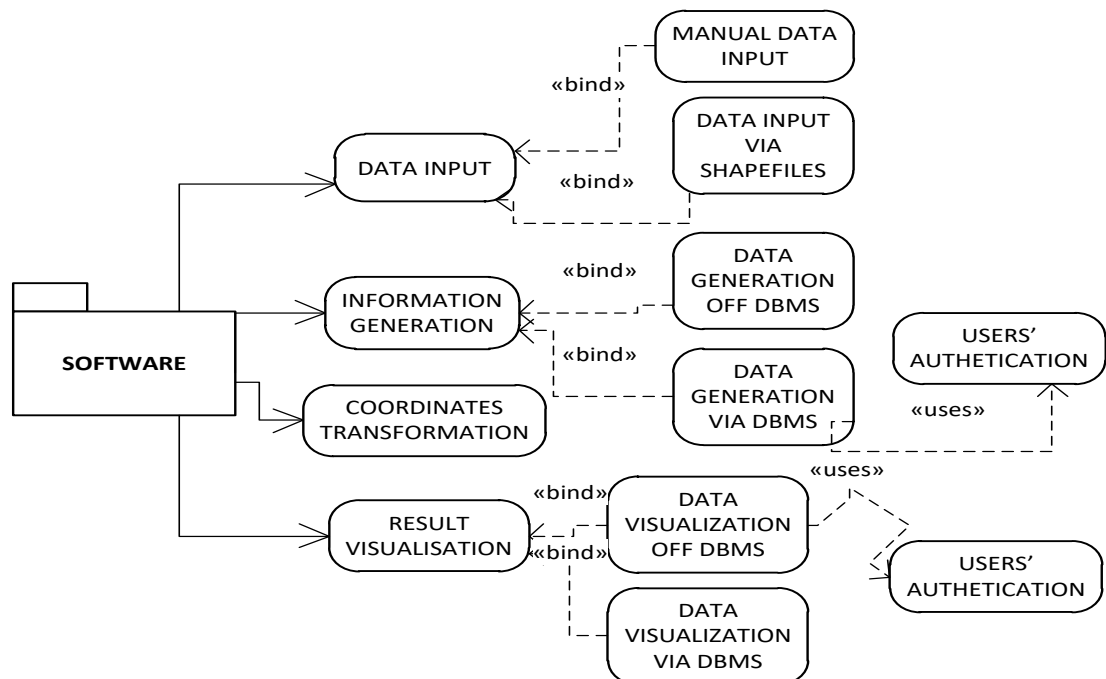 MANUAL DATA
INPUT
«bind»
DATA INPUT
VIA
SHAPEFILES
DATA INPUT
«bind»
DATA
GENERATION
OFF DBMS
«bind»
INFORMATION
GENERATION
«bind»
USERS'
AUTHETICATION
SOFTWARE
DATA
GENERATION
VIA DBMS
COORDINATES
TRANSFORMATION
«uses»
«uses»
«bind»
DATA
VISUALIZATION
OFF DBMS
RESULT
VISUALISATION
«bind»
USERS'
AUTHETICATION
DATA
VISUALIZATION
VIA DBMS